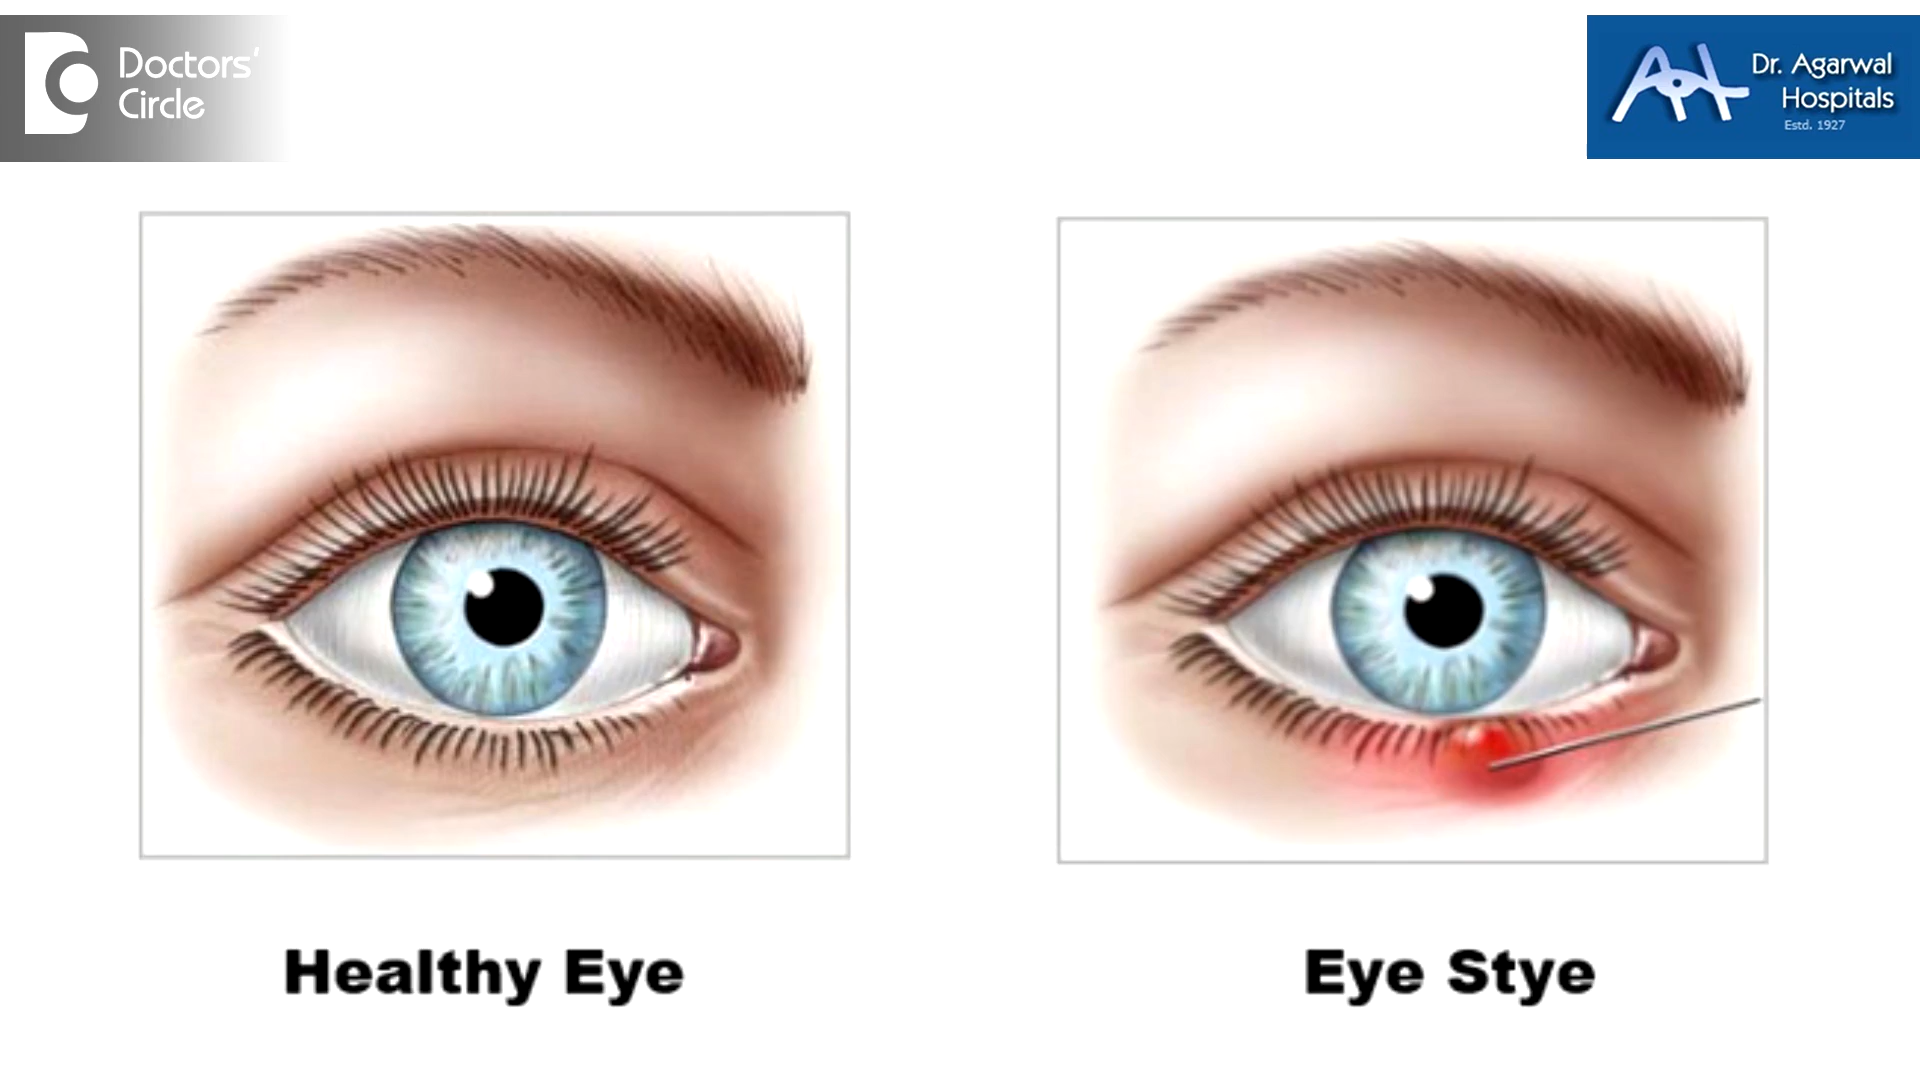 Doctors'
Circle
Dr. Agarwal
Hospitals
Estd. 1927
Healthy Eye
Eye Stye